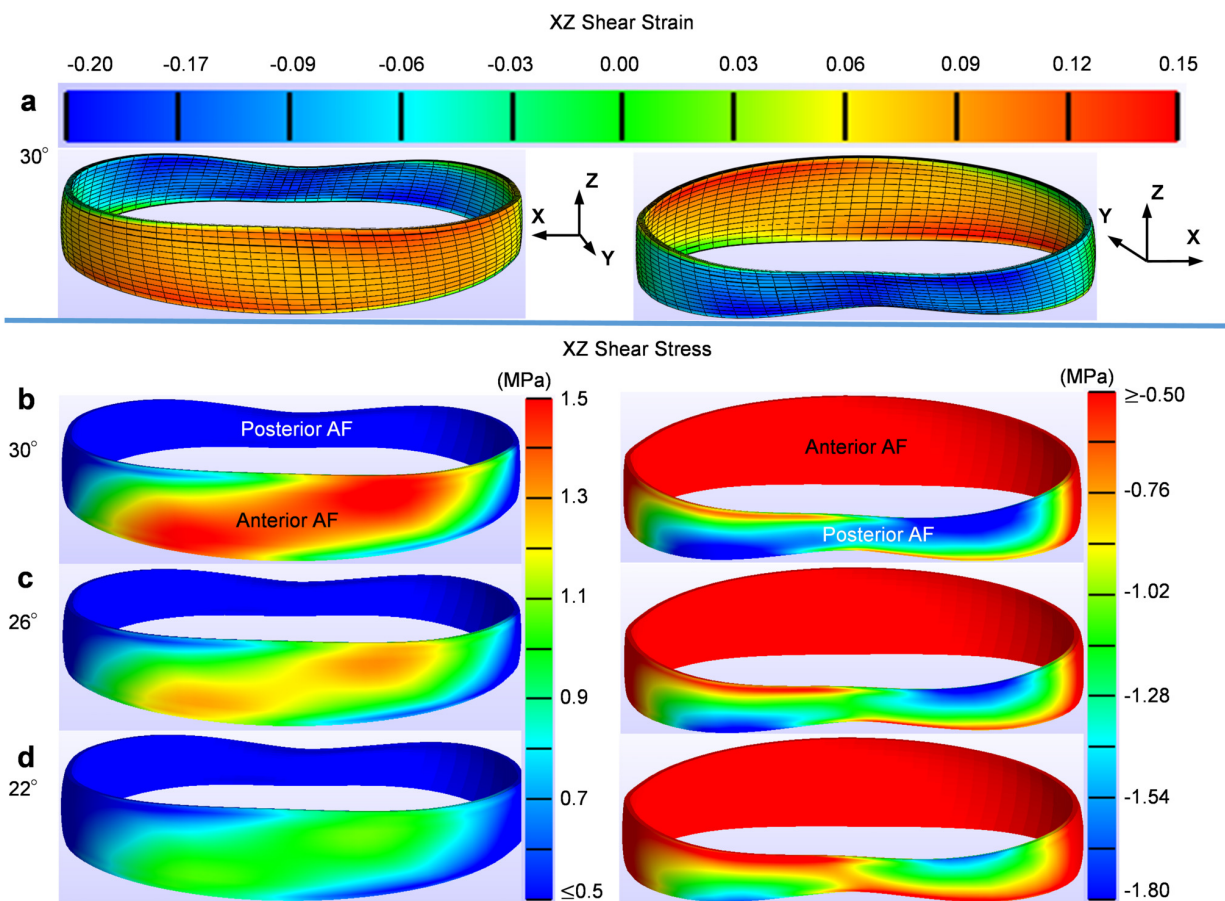 XZ Shear Strain
-0.20 -0.17 -0.09 -0.06 -0.03 0.00 0.03 0.06 0.09 0.12 0.15
a
30°
Z
X
Y
Z
Y
X
XZ Shear Stress
(MPa)
(MPa)
b
30°
Posterior AF
Anterior AF
1.5
1.3
1.1
0.9
0.7
≤0.5
Anterior AF
Posterior AF
≥-0.50
-0.76
-1.02
-1.28
-1.54
-1.80
c
26°
d
22°